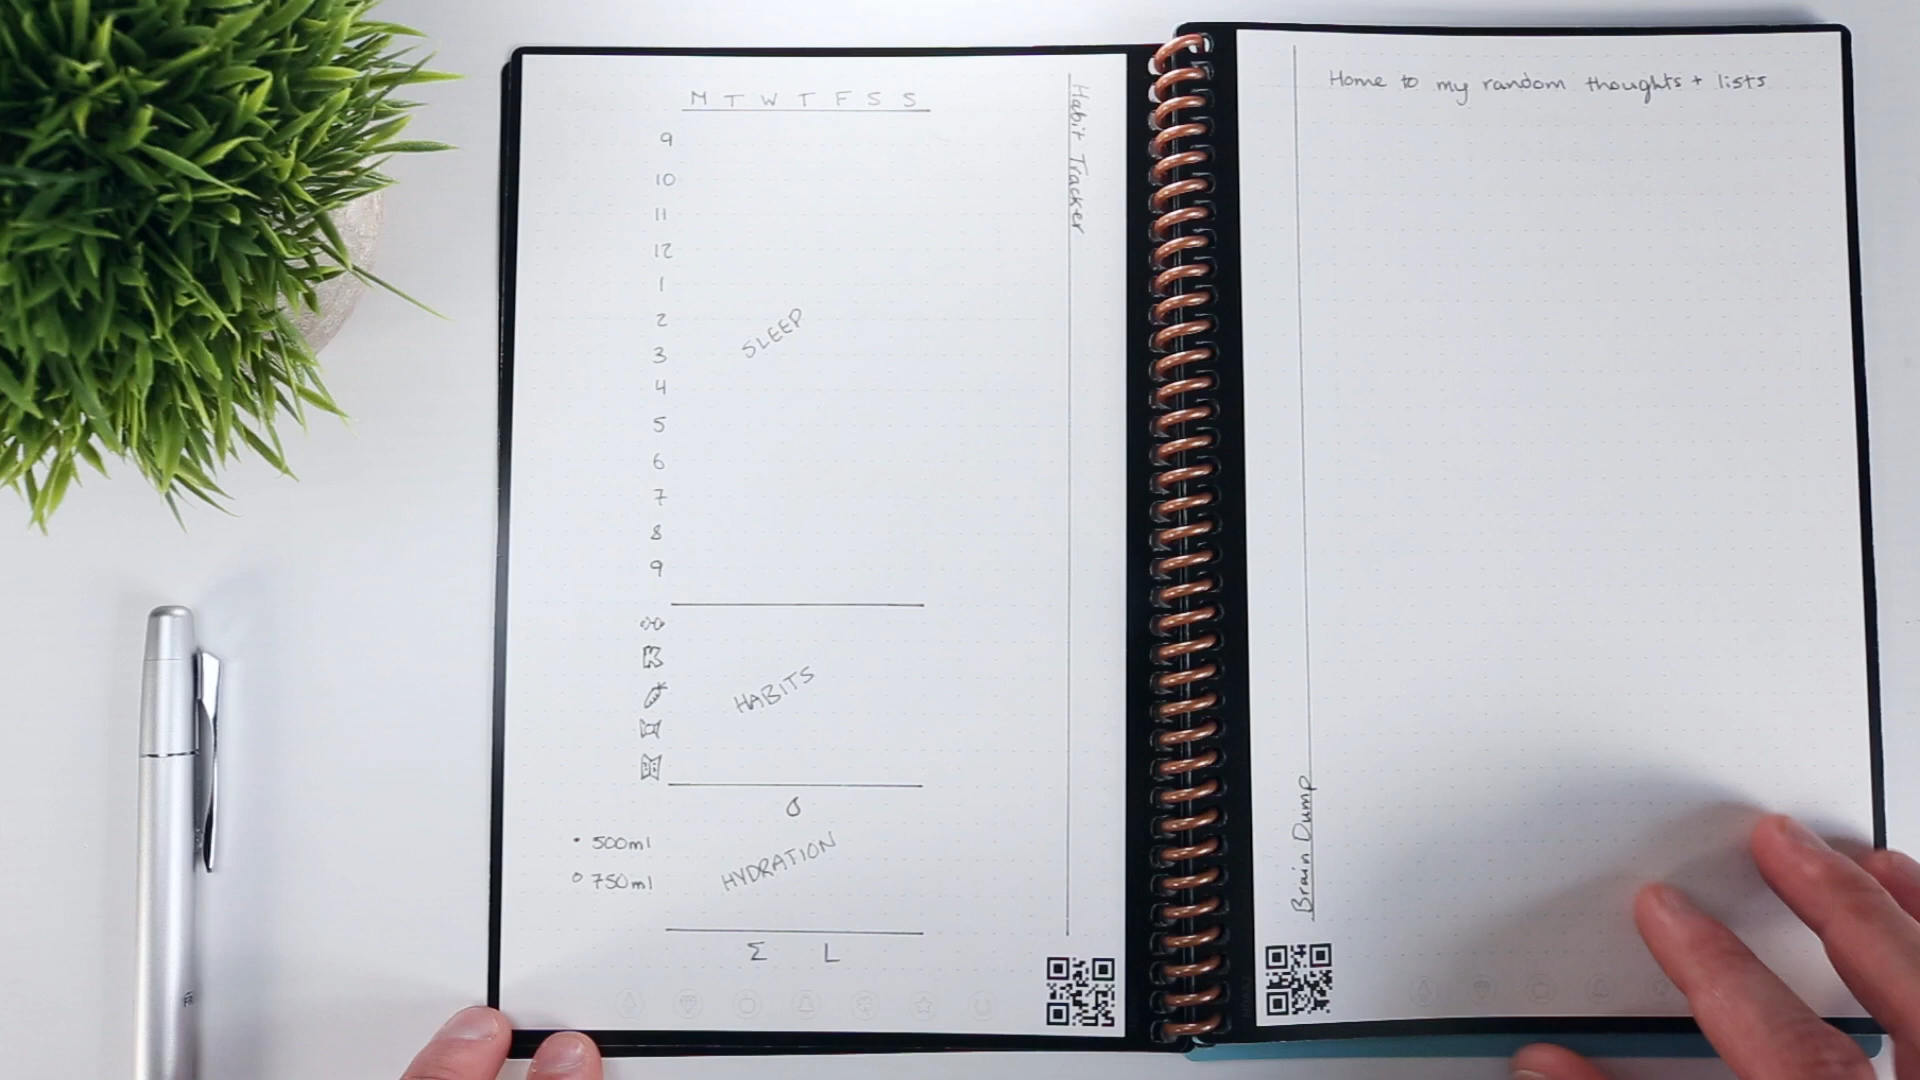 M T W T F S S
9
10
11
12
1
2
3
4
5
6
7
8
9
SLEEP
K
HABITS
500ml
750ml
HYDRATION
Σ L
Habit Tracker
Home to my random thoughts + lists
Brain Dump